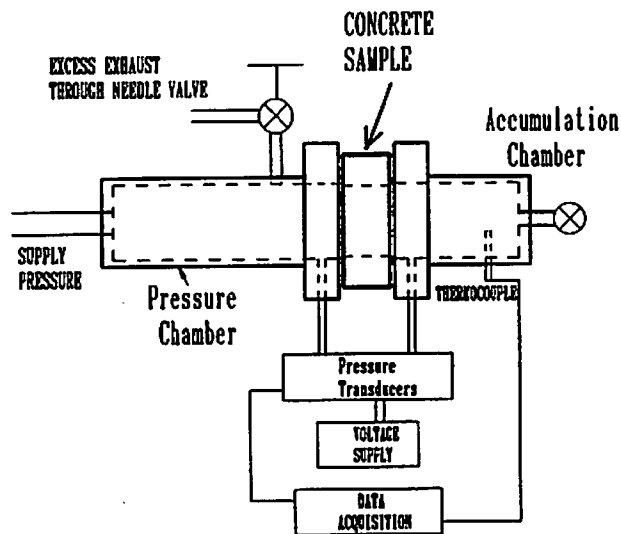 CONCRETE
SAMPLE
EXCESS EXHAUST
THROUGH NEEDLE VALVE
Accumulation
Chamber
SUPPLY
PRESSURE
Pressure
Chamber
THERMOCOUPLE
Pressure
Transducers
VOLTAGE
SUPPLY
DATA
ACQUISITION